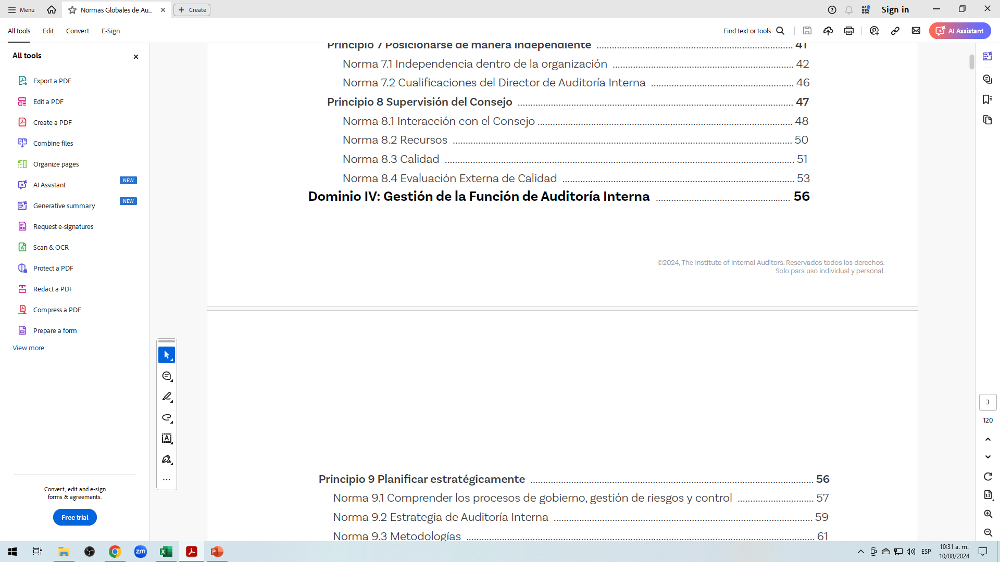 Menu
Normas Globales de Au...
Create
Sign in
All tools
Edit
Convert
E-Sign
Find text or tools
AI Assistant
All tools
Export a PDF
Edit a PDF
Create a PDF
Combine files
Organize pages
AI Assistant
NEW
Generative summary
NEW
Request e-signatures
Scan & OCR
Protect a PDF
Redact a PDF
Compress a PDF
Prepare a form
View more
Convert, edit and e-sign
forms & agreements.
Free trial
Principio 7 Posicionarse de manera independiente 41
Norma 7.1 Independencia dentro de la organización 42
Norma 7.2 Cualificaciones del Director de Auditoría Interna 46
Principio 8 Supervisión del Consejo 47
Norma 8.1 Interacción con el Consejo 48
Norma 8.2 Recursos 50
Norma 8.3 Calidad 51
Norma 8.4 Evaluación Externa de Calidad 53
Dominio IV: Gestión de la Función de Auditoría Interna 56
©2024, The Institute of Internal Auditors. Reservados todos los derechos.
Solo para uso individual y personal.
Principio 9 Planificar estratégicamente 56
Norma 9.1 Comprender los procesos de gobierno, gestión de riesgos y control 57
Norma 9.2 Estrategia de Auditoría Interna 59
Norma 9.3 Metodologías 61
3
120
zm
ESP
10:31 a. m.
10/08/2024